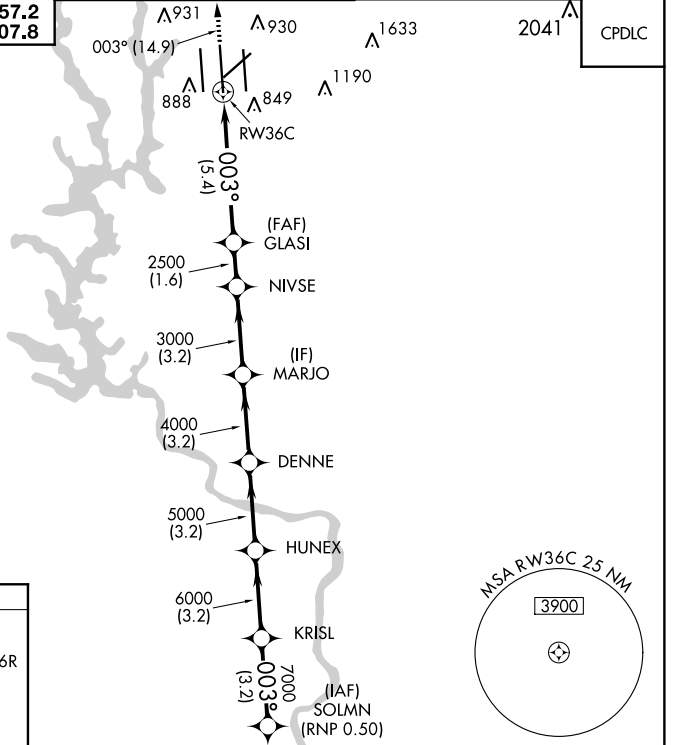 57.2
07.8
931
930
1633
2041
CPDLC
003° (14.9)
1190
888
849
RW36C
003°
(5.4)
(FAF)
GLASI
2500
(1.6)
NIVSE
3000
(3.2)
(IF)
MARJO
4000
(3.2)
DENNE
5000
(3.2)
HUNEX
MSA RW36C 25 NM
3900
6000
(3.2)
KRISL
6R
7000
003°
(3.2)
(IAF)
SOLMN
(RNP 0.50)